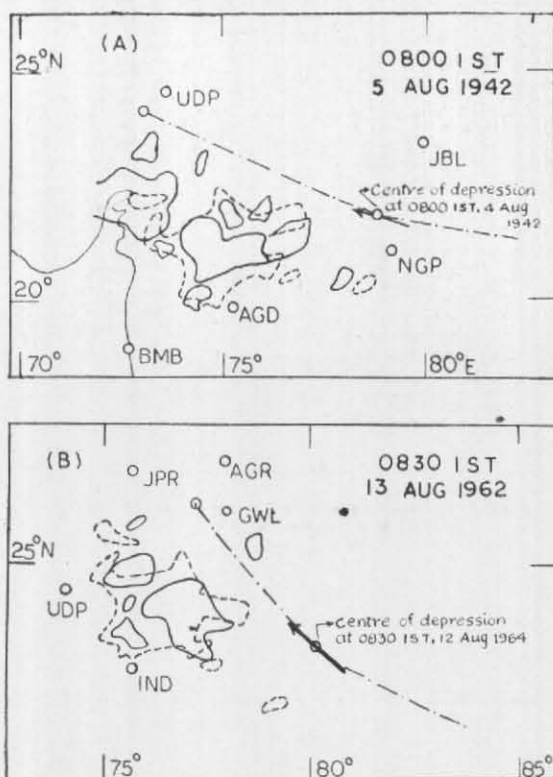 (A)
0800 IST
5 AUG 1942
25°N
UDP
JBL
Centre of depression
at 0800 IST, 4 Aug
1942
NGP
20°
AGD
BMB
70°
75°
80°E
(B)
0830 IST
13 AUG 1962
JPR
AGR
GWL
25°N
UDP
Centre of depression
at 0830 IST, 12 Aug 1964
IND
75°
80°
85°